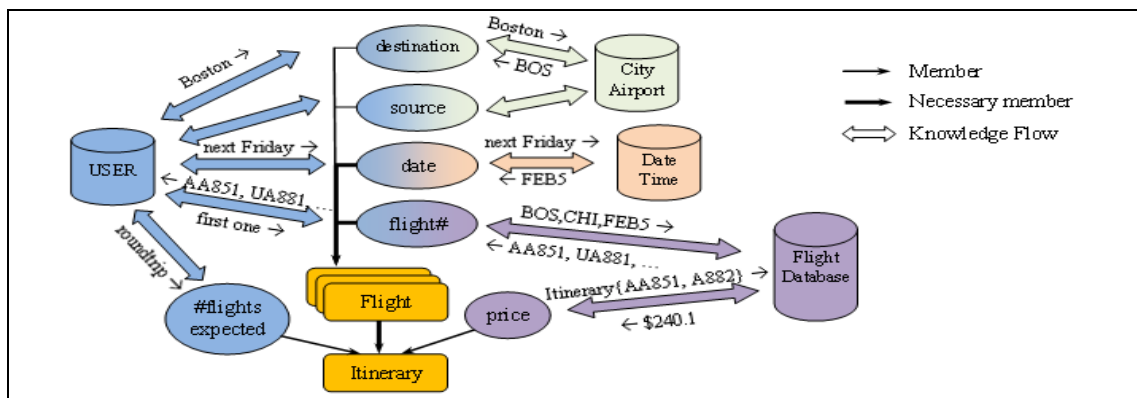 Boston →
destination
Boston →
← BOS
City
Airport
Member
Necessary member
Knowledge Flow
source
USER
next Friday →
date
next Friday →
← FEB5
Date
Time
← AA851, UA881, ...
first one →
flight#
BOS,CHI,FEB5 →
← AA851, UA881, ...
Flight
Database
roundtrip →
#flights
expected
Flight
price
Itinerary{AA851, A882} →
← $240.1
Itinerary